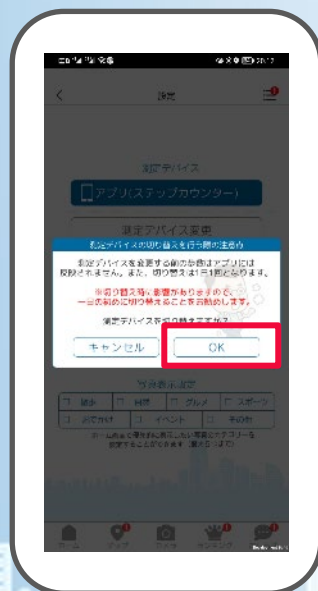 設定
測定デバイス
アプリ(ステップカウンター)
測定デバイス変更
測定デバイスの切り替えを行う際の注意点
測定デバイスを変更する前の歩数はアプリには
反映されません。また、切り替えは1日1回となります。
※切り替え時に影響がありますので、
一日の初めに切り替えることをお勧めします。
測定デバイスを切り替えますか?
キャンセル
OK
写真表示設定
散歩
自然
グルメ
スポーツ
おでかけ
イベント
その他
ホーム
マップ
カメラ
ランキング